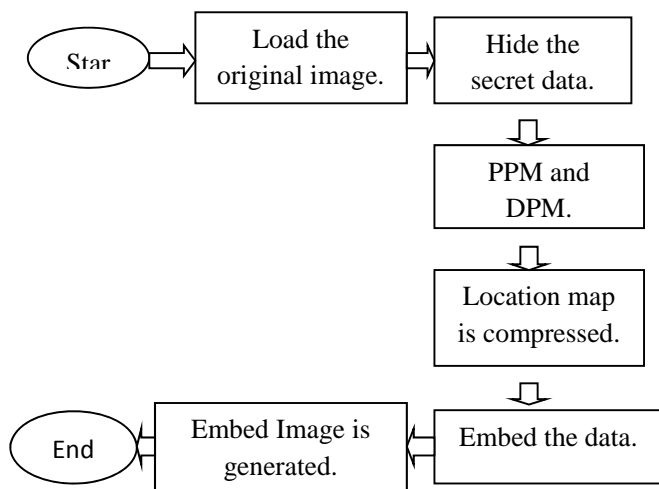 Star
Load the
original image.
Hide the
secret data.
PPM and
DPM.
Location map
is compressed.
Embed the data.
Embed Image is
generated.
End